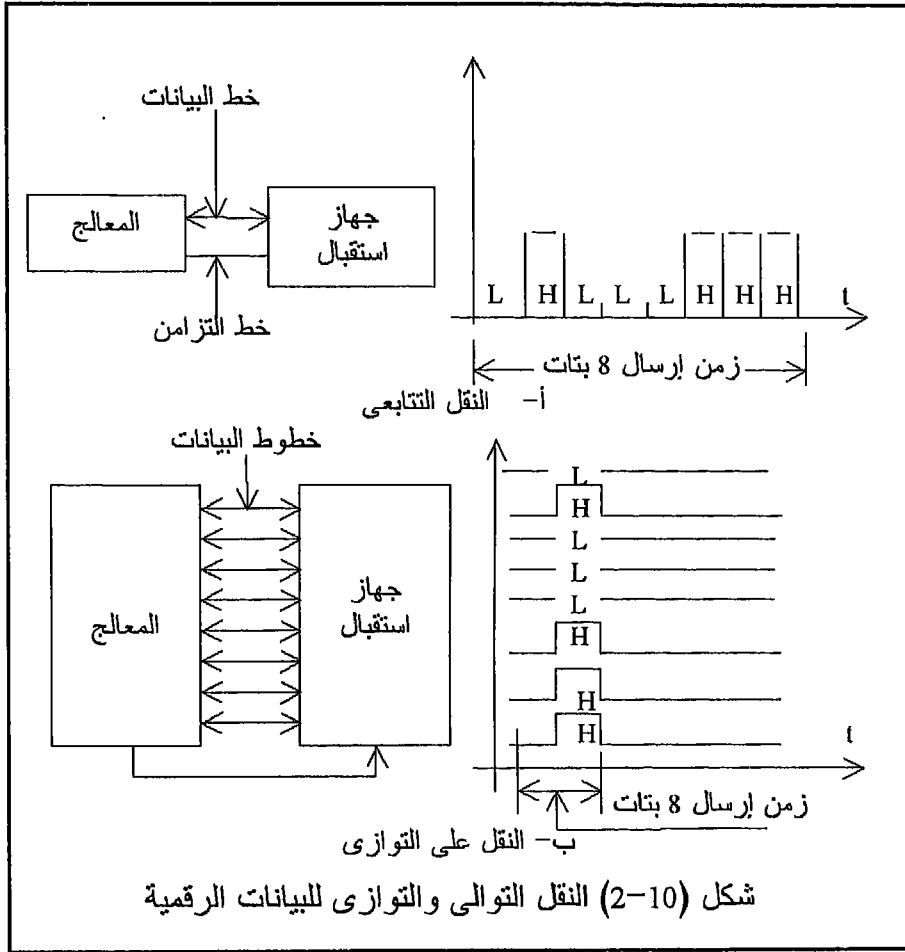 خط البيانات
المعالج
جهاز
استقبال
خط التزامن
L H L L L H H H t
زمن إرسال 8 بتات
أ- النقل التتابعى
خطوط البيانات
المعالج
جهاز
استقبال
L
H
L
L
L
H
H
H
t
زمن إرسال 8 بتات
ب- النقل على التوازى
شكل (10-2) النقل التوالى والتوازى للبيانات الرقمية